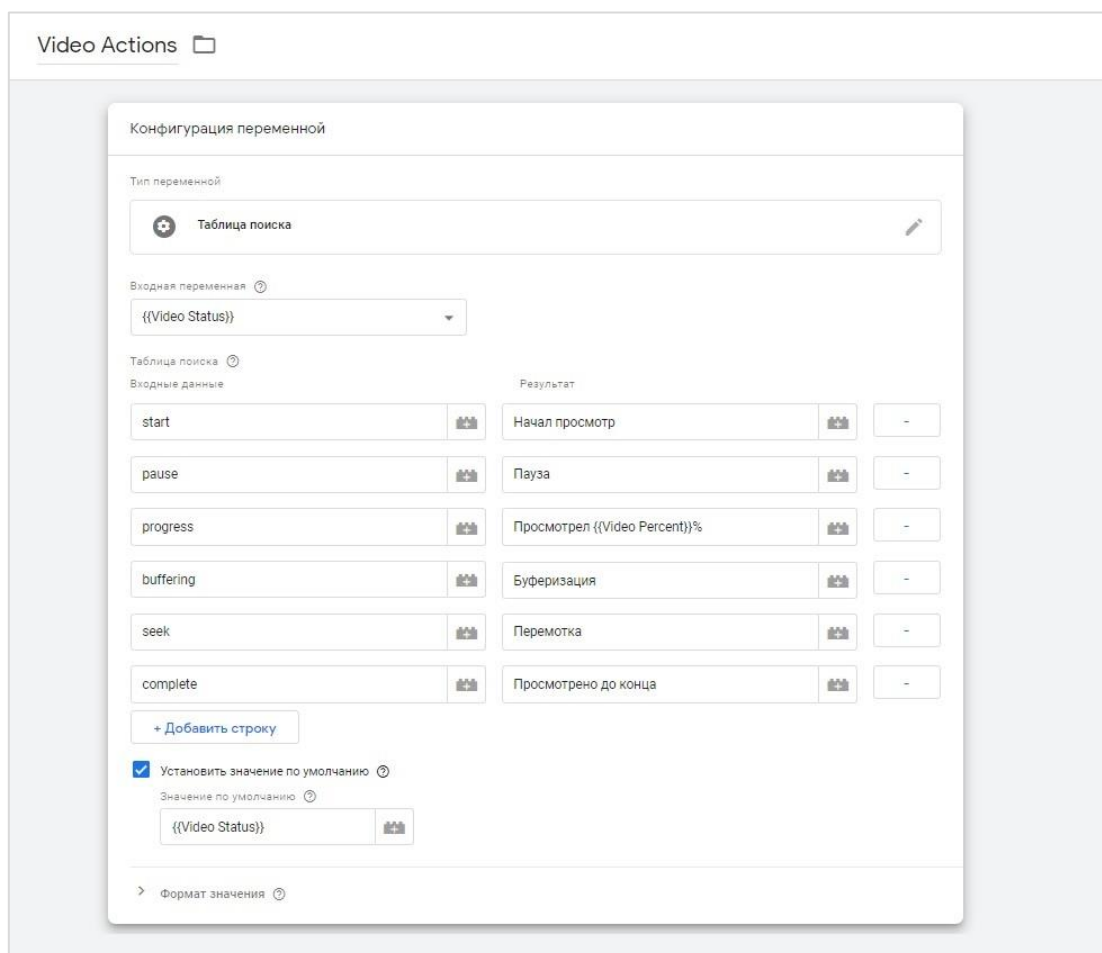 Video Actions
Конфигурация переменной
Тип переменной
Таблица поиска
Входная переменная
{{Video Status}}
Таблица поиска
Входные данные Результат
start Начал просмотр -
pause Пауза -
progress Просмотрел {{Video Percent}}% -
buffering Буферизация -
seek Перемотка -
complete Просмотрено до конца -
+ Добавить строку
Установить значение по умолчанию
Значение по умолчанию
{{Video Status}}
Формат значения